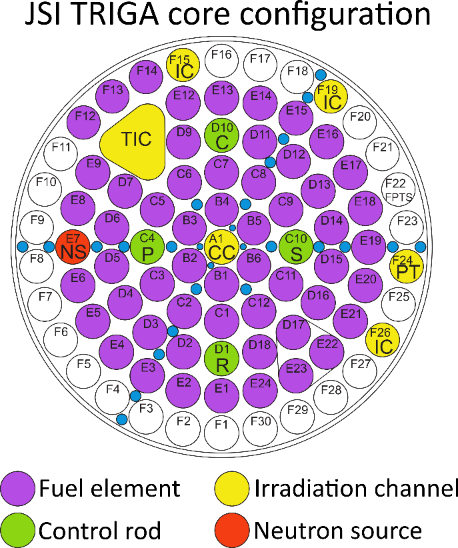 JSI TRIGA core configuration
F16
F15
IC
F17
F14
F18
F13
E12
E13
E14
F19
IC
F12
TIC
D9
D10
C
D11
E15
F20
F11
E16
F21
E9
C7
D12
E17
F10
D7
C6
C8
D13
F22
FPTS
E8
C5
B4
C9
E18
F9
D6
B3
B5
D14
F23
E7
NS
C4
P
A1
CC
C10
S
E19
F8
D5
B2
B6
D15
F24
PT
E6
C3
B1
C11
E20
F7
D4
C2
C12
D16
F25
E5
D3
C1
D17
E21
F6
F26
IC
E4
D2
D1
R
D18
E22
F5
E3
E23
F27
F4
E2
E1
E24
F28
F3
F29
F2
F1
F30
Fuel element
Irradiation channel
Control rod
Neutron source